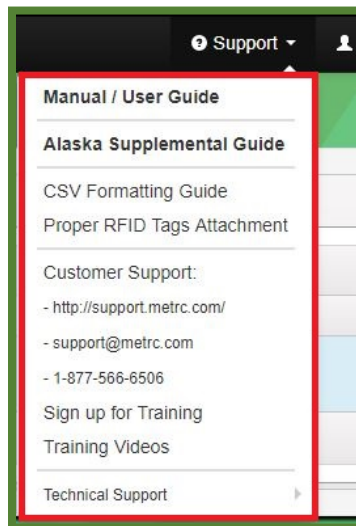 Support
Manual / User Guide
Alaska Supplemental Guide
CSV Formatting Guide
Proper RFID Tags Attachment
Customer Support:
- http://support.metrc.com/
- support@metrc.com
- 1-877-566-6506
Sign up for Training
Training Videos
Technical Support